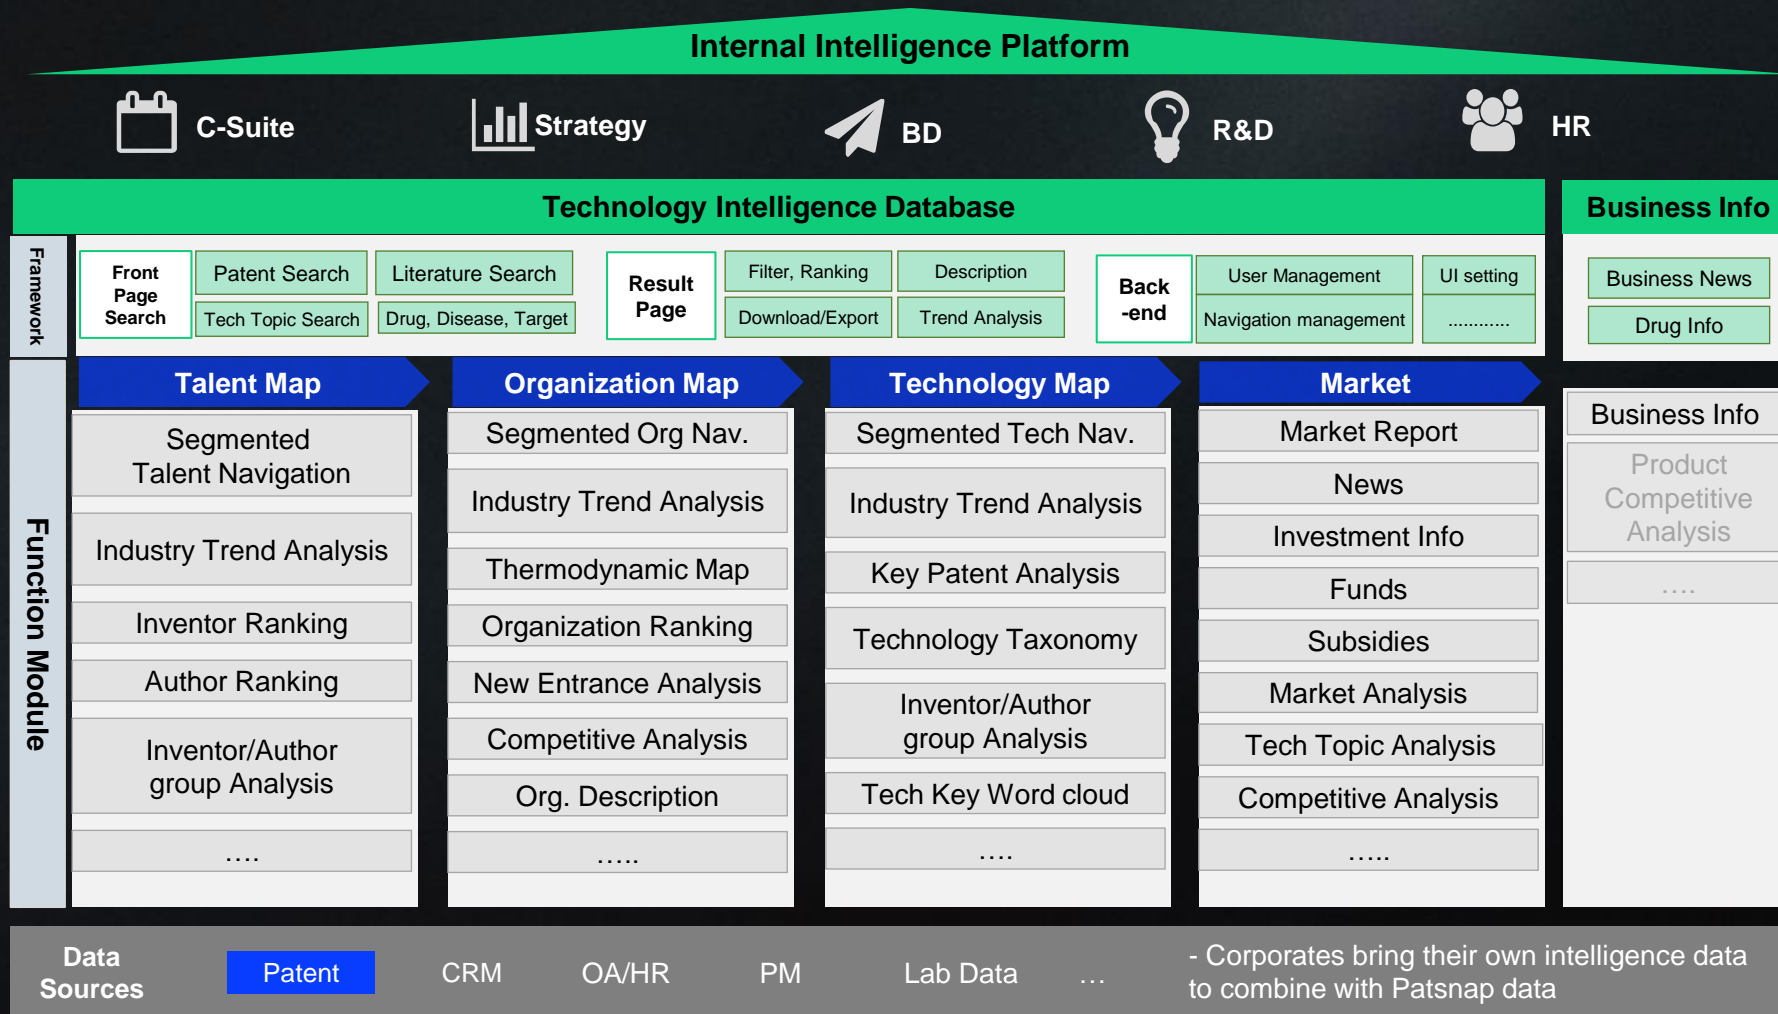 Internal Intelligence Platform
C-Suite
Strategy
BD
R&D
HR
Technology Intelligence Database
Business Info
Framework
Front
Page
Search
Patent Search
Literature Search
Tech Topic Search
Drug, Disease, Target
Result
Page
Filter, Ranking
Description
Download/Export
Trend Analysis
Back
-end
User Management
UI setting
Navigation management
............
Business News
Drug Info
Function Module
Talent Map
Segmented
Talent Navigation
Industry Trend Analysis
Inventor Ranking
Author Ranking
Inventor/Author
group Analysis
....
Organization Map
Segmented Org Nav.
Industry Trend Analysis
Thermodynamic Map
Organization Ranking
New Entrance Analysis
Competitive Analysis
Org. Description
.....
Technology Map
Segmented Tech Nav.
Industry Trend Analysis
Key Patent Analysis
Technology Taxonomy
Inventor/Author
group Analysis
Tech Key Word cloud
....
Market
Market Report
News
Investment Info
Funds
Subsidies
Market Analysis
Tech Topic Analysis
Competitive Analysis
.....
Business Info
Product
Competitive
Analysis
....
Data
Sources
Patent
CRM
OA/HR
PM
Lab Data
...
- Corporates bring their own intelligence data
to combine with Patsnap data